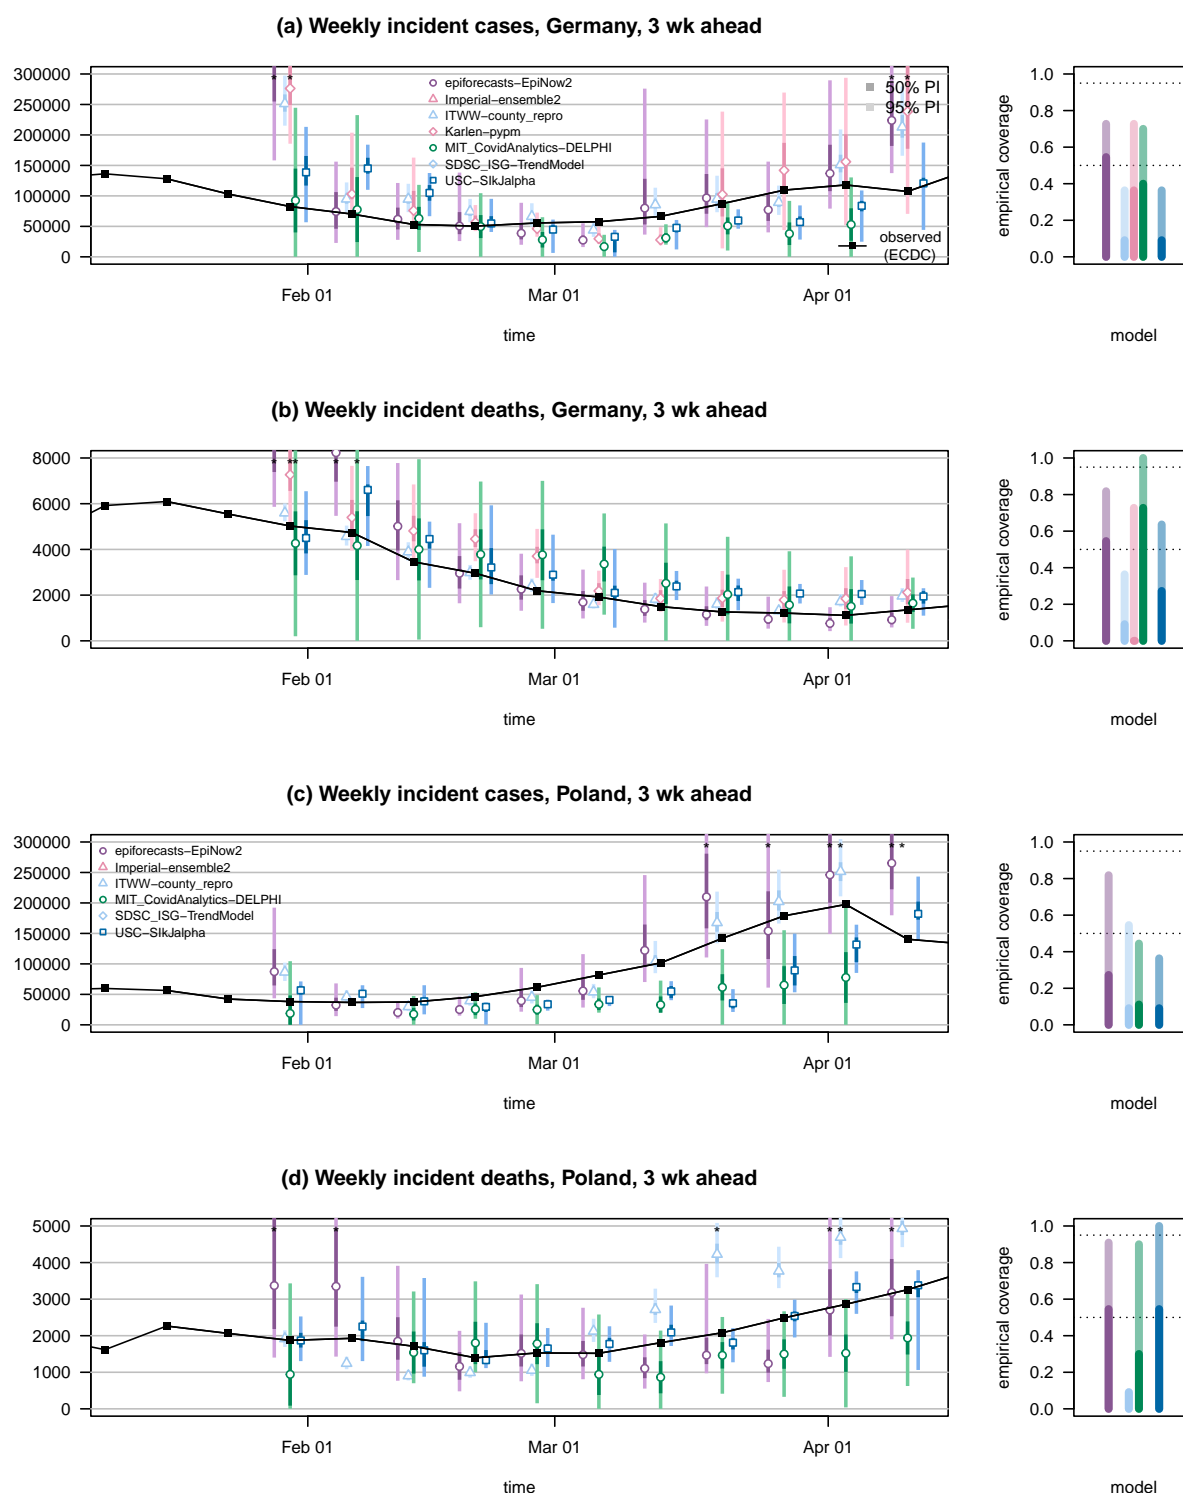 (a) Weekly incident cases, Germany, 3 wk ahead
300000
250000
200000
150000
100000
50000
0
epiforecasts−EpiNow2
Imperial−ensemble2
ITWW−county_repro
Karlen−pypm
MIT_CovidAnalytics−DELPHI
SDSC_ISG−TrendModel
USC−SIkJalpha
50% PI
95% PI
observed
(ECDC)
Feb 01
Mar 01
Apr 01
time
empirical coverage
1.0
0.8
0.6
0.4
0.2
0.0
model
(b) Weekly incident deaths, Germany, 3 wk ahead
8000
6000
4000
2000
0
Feb 01
Mar 01
Apr 01
time
empirical coverage
1.0
0.8
0.6
0.4
0.2
0.0
model
(c) Weekly incident cases, Poland, 3 wk ahead
300000
250000
200000
150000
100000
50000
0
epiforecasts−EpiNow2
Imperial−ensemble2
ITWW−county_repro
MIT_CovidAnalytics−DELPHI
SDSC_ISG−TrendModel
USC−SIkJalpha
Feb 01
Mar 01
Apr 01
time
empirical coverage
1.0
0.8
0.6
0.4
0.2
0.0
model
(d) Weekly incident deaths, Poland, 3 wk ahead
5000
4000
3000
2000
1000
0
Feb 01
Mar 01
Apr 01
time
empirical coverage
1.0
0.8
0.6
0.4
0.2
0.0
model